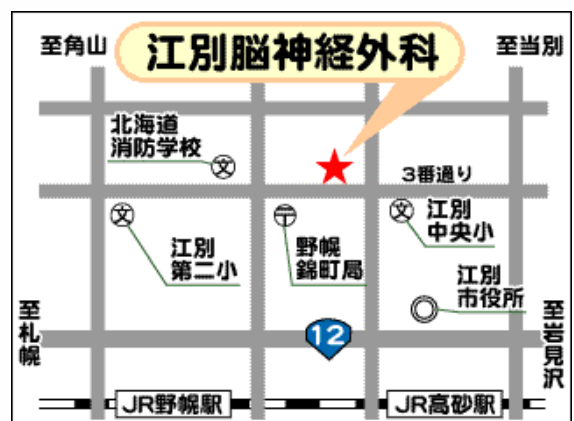 至角山
江別脳神経外科
至当別
北海道
消防学校
文
3番通り
文
江別
第二小
〒
野幌
錦町局
文
江別
中央小
江別
市役所
至札幌
12
至岩見沢
JR野幌駅
JR高砂駅